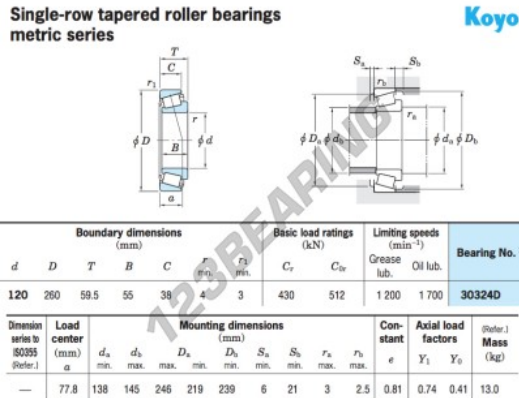 Single-row tapered roller bearings
metric series
Koyo
T
C
r1
r
φD
B
φd
a
Sa
Sb
rb
ra
φDa
φdb
φda
φDb
123BEARING
Boundary dimensions
(mm)
Basic load ratings
(kN)
Limiting speeds
(min⁻¹)
Bearing No.
d D T B C r min. r1 min. Cr C0r Grease lub. Oil lub.
120 260 59.5 55 38 4 3 430 512 1 200 1 700 30324D
Dimension series to ISO355 (Refer.)
Load center (mm) a
Mounting dimensions
(mm)
Con-stant e
Axial load factors
(Refer.) Mass (kg)
da min. db max. Da max. min. Db min. Sa min. Sb min. ra max. rb max. Y1 Y0
— 77.8 138 145 246 219 239 6 21 3 2.5 0.81 0.74 0.41 13.0